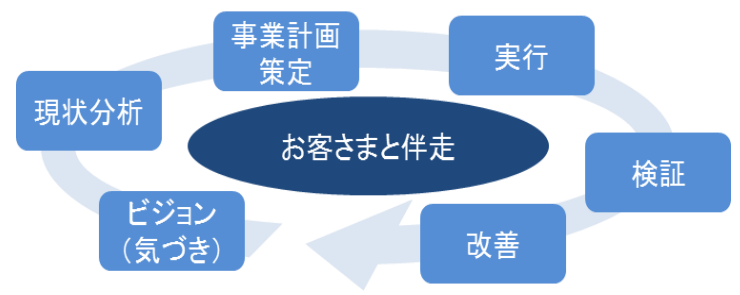 事業計画
策定
実行
現状分析
お客さまと伴走
検証
ビジョン
(気づき)
改善